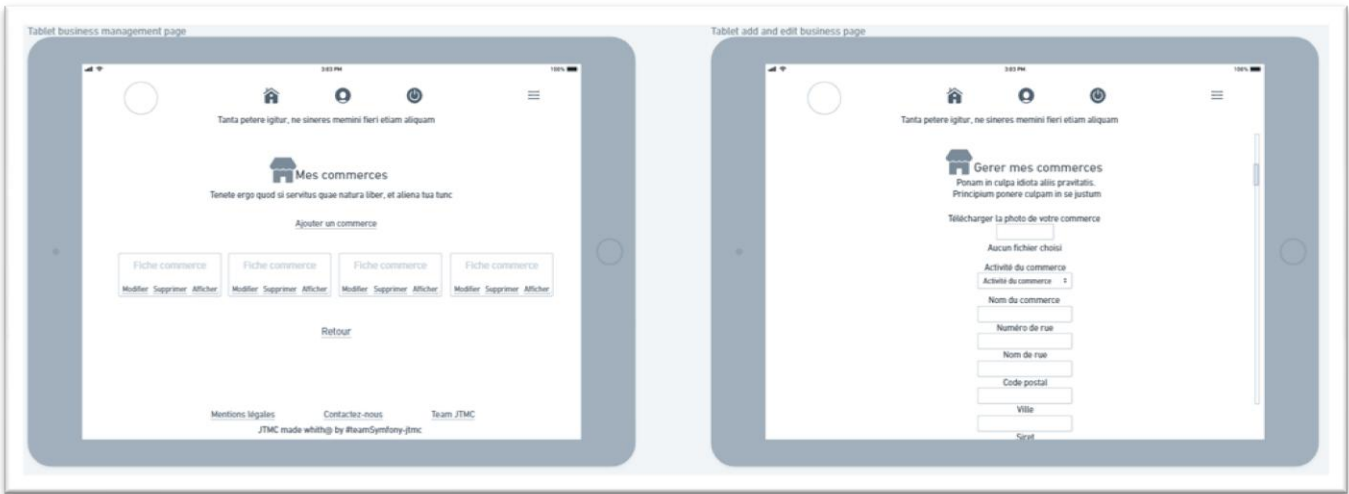 Tablet business management page
3:03 PM
100%
Tanta petere igitur, ne sineres memini fieri etiam aliquam
Mes commerces
Tenete ergo quod si servitus quae natura liber, et aliena tua tunc
Ajouter un commerce
Fiche commerce Fiche commerce Fiche commerce Fiche commerce
Modifier Supprimer Afficher Modifier Supprimer Afficher Modifier Supprimer Afficher Modifier Supprimer Afficher
Retour
Mentions légales Contactez-nous Team JTMC
JTMC made whith@ by #teamSymfony-jtmc
Tablet add and edit business page
3:03 PM
100%
Tanta petere igitur, ne sineres memini fieri etiam aliquam
Gerer mes commerces
Ponam in culpa idiota aliis pravitatis.
Principium ponere culpam in se justum
Télécharger la photo de votre commerce
Aucun fichier choisi
Activité du commerce
Activité du commerce
Nom du commerce
Numéro de rue
Nom de rue
Code postal
Ville
Siret